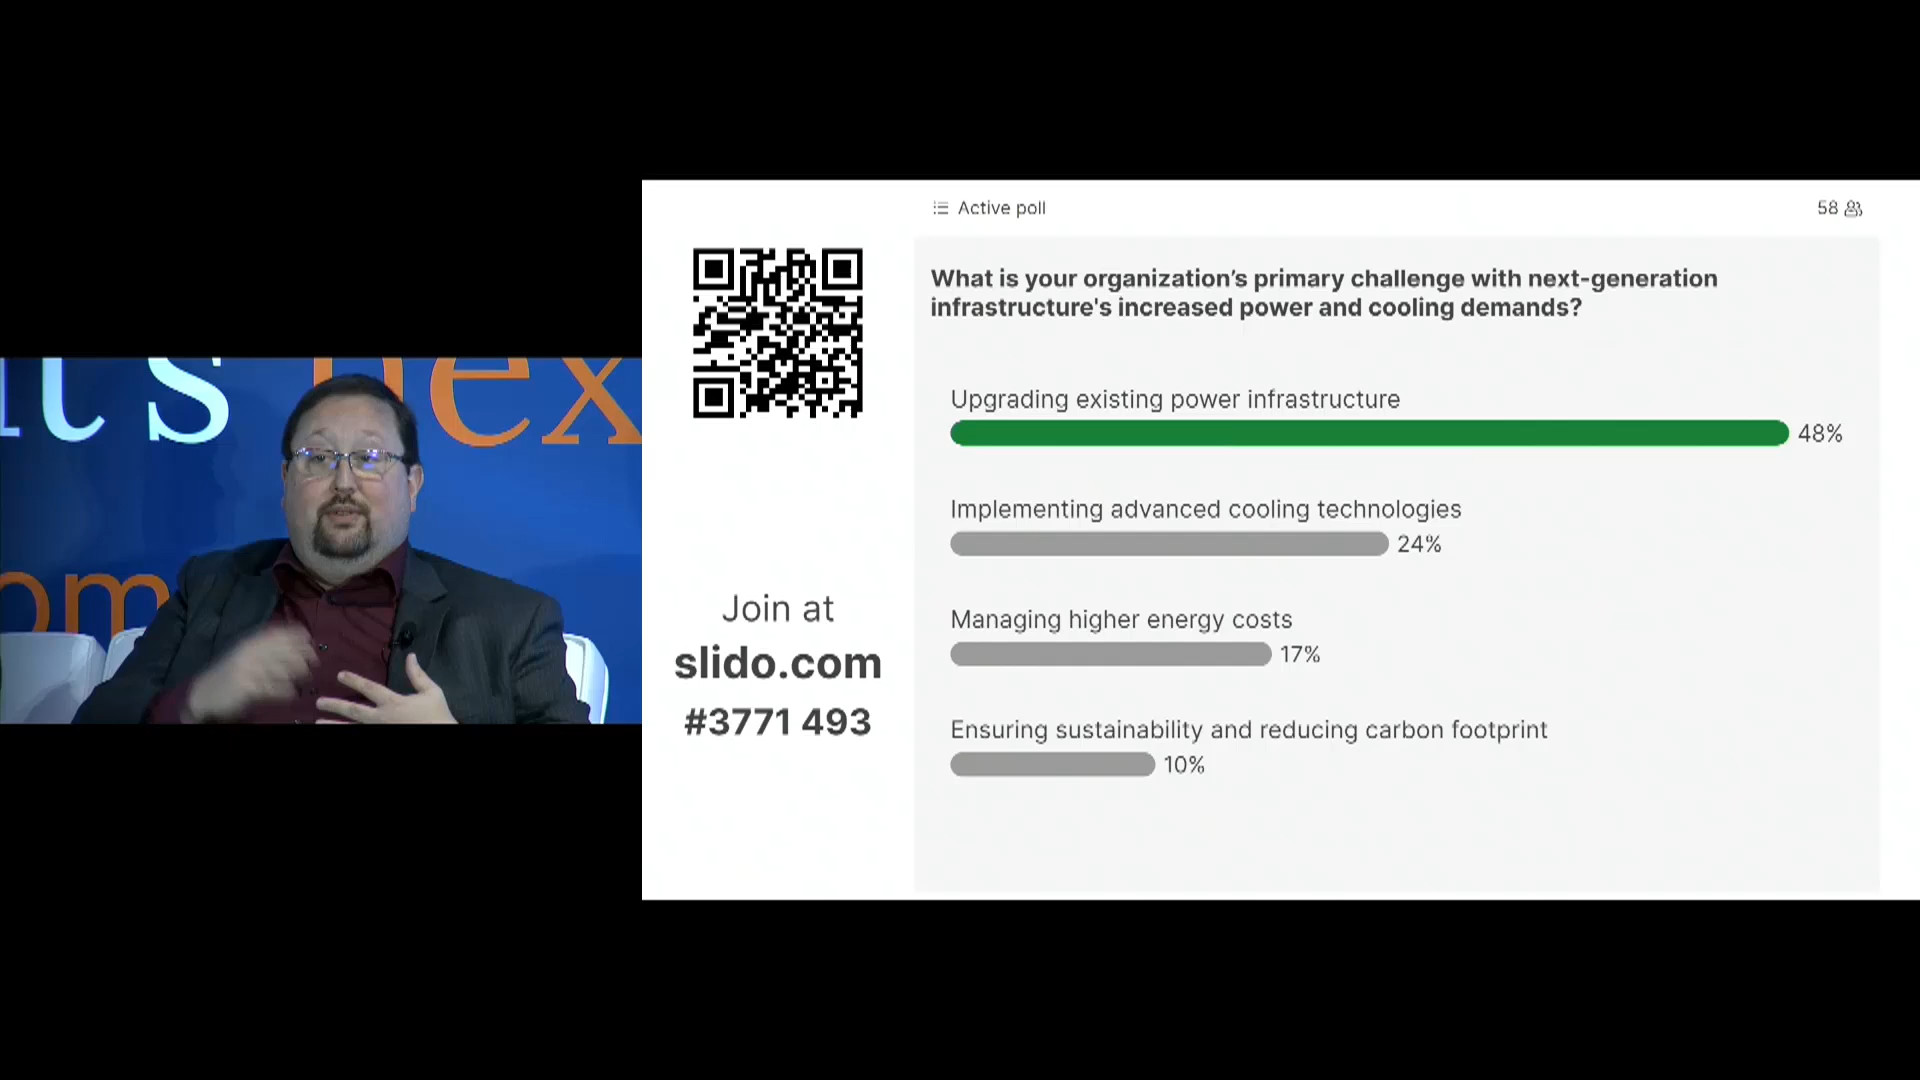 t's nex
om
Active poll
58
What is your organization’s primary challenge with next-generation
infrastructure's increased power and cooling demands?
Upgrading existing power infrastructure
48%
Implementing advanced cooling technologies
24%
Managing higher energy costs
17%
Ensuring sustainability and reducing carbon footprint
10%
Join at
slido.com
#3771 493